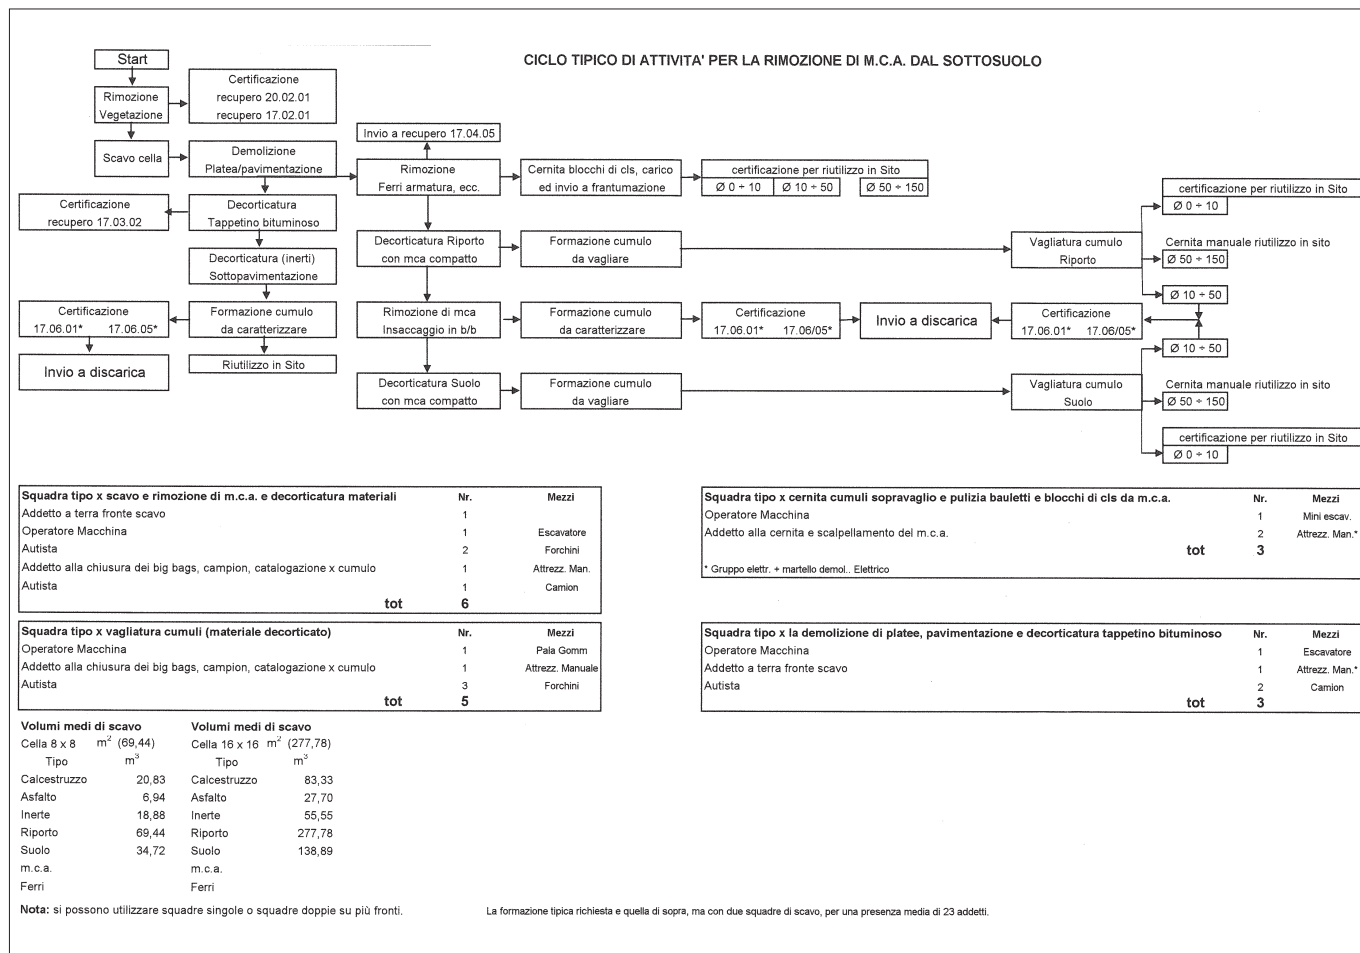 CICLO TIPICO DI ATTIVITA' PER LA RIMOZIONE DI M.C.A. DAL SOTTOSUOLO
Start
Rimozione
Vegetazione
Certificazione
recupero 20.02.01
recupero 17.02.01
Scavo cella
Demolizione
Platea/pavimentazione
Invio a recupero 17.04.05
Rimozione
Ferri armatura, ecc.
Cernita blocchi di cls, carico
ed invio a frantumazione
certificazione per riutilizzo in Sito
Ø 0 ÷ 10 Ø 10 ÷ 50 Ø 50 ÷ 150
Certificazione
recupero 17.03.02
Decorticatura
Tappetino bituminoso
Decorticatura (inerti)
Sottopavimentazione
Decorticatura Riporto
con mca compatto
Formazione cumulo
da vagliare
Vagliatura cumulo
Riporto
certificazione per riutilizzo in Sito
Ø 0 ÷ 10
Cernita manuale riutilizzo in sito
Ø 50 ÷ 150
Ø 10 ÷ 50
Certificazione
17.06.01* 17.06.05*
Formazione cumulo
da caratterizzare
Rimozione di mca
Insaccaggio in b/b
Formazione cumulo
da caratterizzare
Certificazione
17.06.01* 17.06/05*
Invio a discarica
Certificazione
17.06.01* 17.06/05*
Invio a discarica
Riutilizzo in Sito
Decorticatura Suolo
con mca compatto
Formazione cumulo
da vagliare
Vagliatura cumulo
Suolo
Ø 10 ÷ 50
Cernita manuale riutilizzo in sito
Ø 50 ÷ 150
certificazione per riutilizzo in Sito
Ø 0 ÷ 10
Squadra tipo x scavo e rimozione di m.c.a. e decorticatura materiali Nr. Mezzi
Addetto a terra fronte scavo 1
Operatore Macchina 1 Escavatore
Autista 2 Forchini
Addetto alla chiusura dei big bags, campion, catalogazione x cumulo 1 Attrezz. Man.
Autista 1 Camion
tot 6
Squadra tipo x cernita cumuli sopravaglio e pulizia bauletti e blocchi di cls da m.c.a. Nr. Mezzi
Operatore Macchina 1 Mini escav.
Addetto alla cernita e scalpellamento del m.c.a. 2 Attrezz. Man.*
tot 3
* Gruppo elettr. + martello demol.. Elettrico
Squadra tipo x vagliatura cumuli (materiale decorticato) Nr. Mezzi
Operatore Macchina 1 Pala Gomm
Addetto alla chiusura dei big bags, campion, catalogazione x cumulo 1 Attrezz. Manuale
Autista 3 Forchini
tot 5
Squadra tipo x la demolizione di platee, pavimentazione e decorticatura tappetino bituminoso Nr. Mezzi
Operatore Macchina 1 Escavatore
Addetto a terra fronte scavo 1 Attrezz. Man.*
Autista 2 Camion
tot 3
Volumi medi di scavo Volumi medi di scavo
Cella 8 x 8 m² (69,44) Cella 16 x 16 m² (277,78)
Tipo m³ Tipo m³
Calcestruzzo 20,83 Calcestruzzo 83,33
Asfalto 6,94 Asfalto 27,70
Inerte 18,88 Inerte 55,55
Riporto 69,44 Riporto 277,78
Suolo 34,72 Suolo 138,89
m.c.a. m.c.a.
Ferri Ferri
Nota: si possono utilizzare squadre singole o squadre doppie su più fronti.
La formazione tipica richiesta e quella di sopra, ma con due squadre di scavo, per una presenza media di 23 addetti.